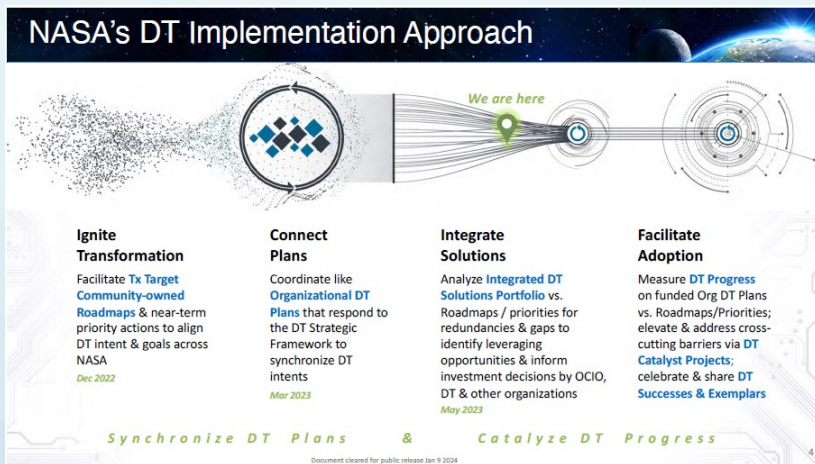 NASA's DT Implementation Approach
We are here
Ignite
Transformation
Facilitate Tx Target
Community-owned
Roadmaps & near-term
priority actions to align
DT intent & goals across
NASA
Dec 2022
Connect
Plans
Coordinate like
Organizational DT
Plans that respond to
the DT Strategic
Framework to
synchronize DT
intents
Mar 2023
Integrate
Solutions
Analyze Integrated DT
Solutions Portfolio vs.
Roadmaps / priorities for
redundancies & gaps to
identify leveraging
opportunities & inform
investment decisions by OCIO,
DT & other organizations
May 2023
Facilitate
Adoption
Measure DT Progress
on funded Org DT Plans
vs. Roadmaps/Priorities;
elevate & address cross-
cutting barriers via DT
Catalyst Projects;
celebrate & share DT
Successes & Exemplars
Synchronize DT Plans & Catalyze DT Progress
Document cleared for public release Jan 9 2024
4